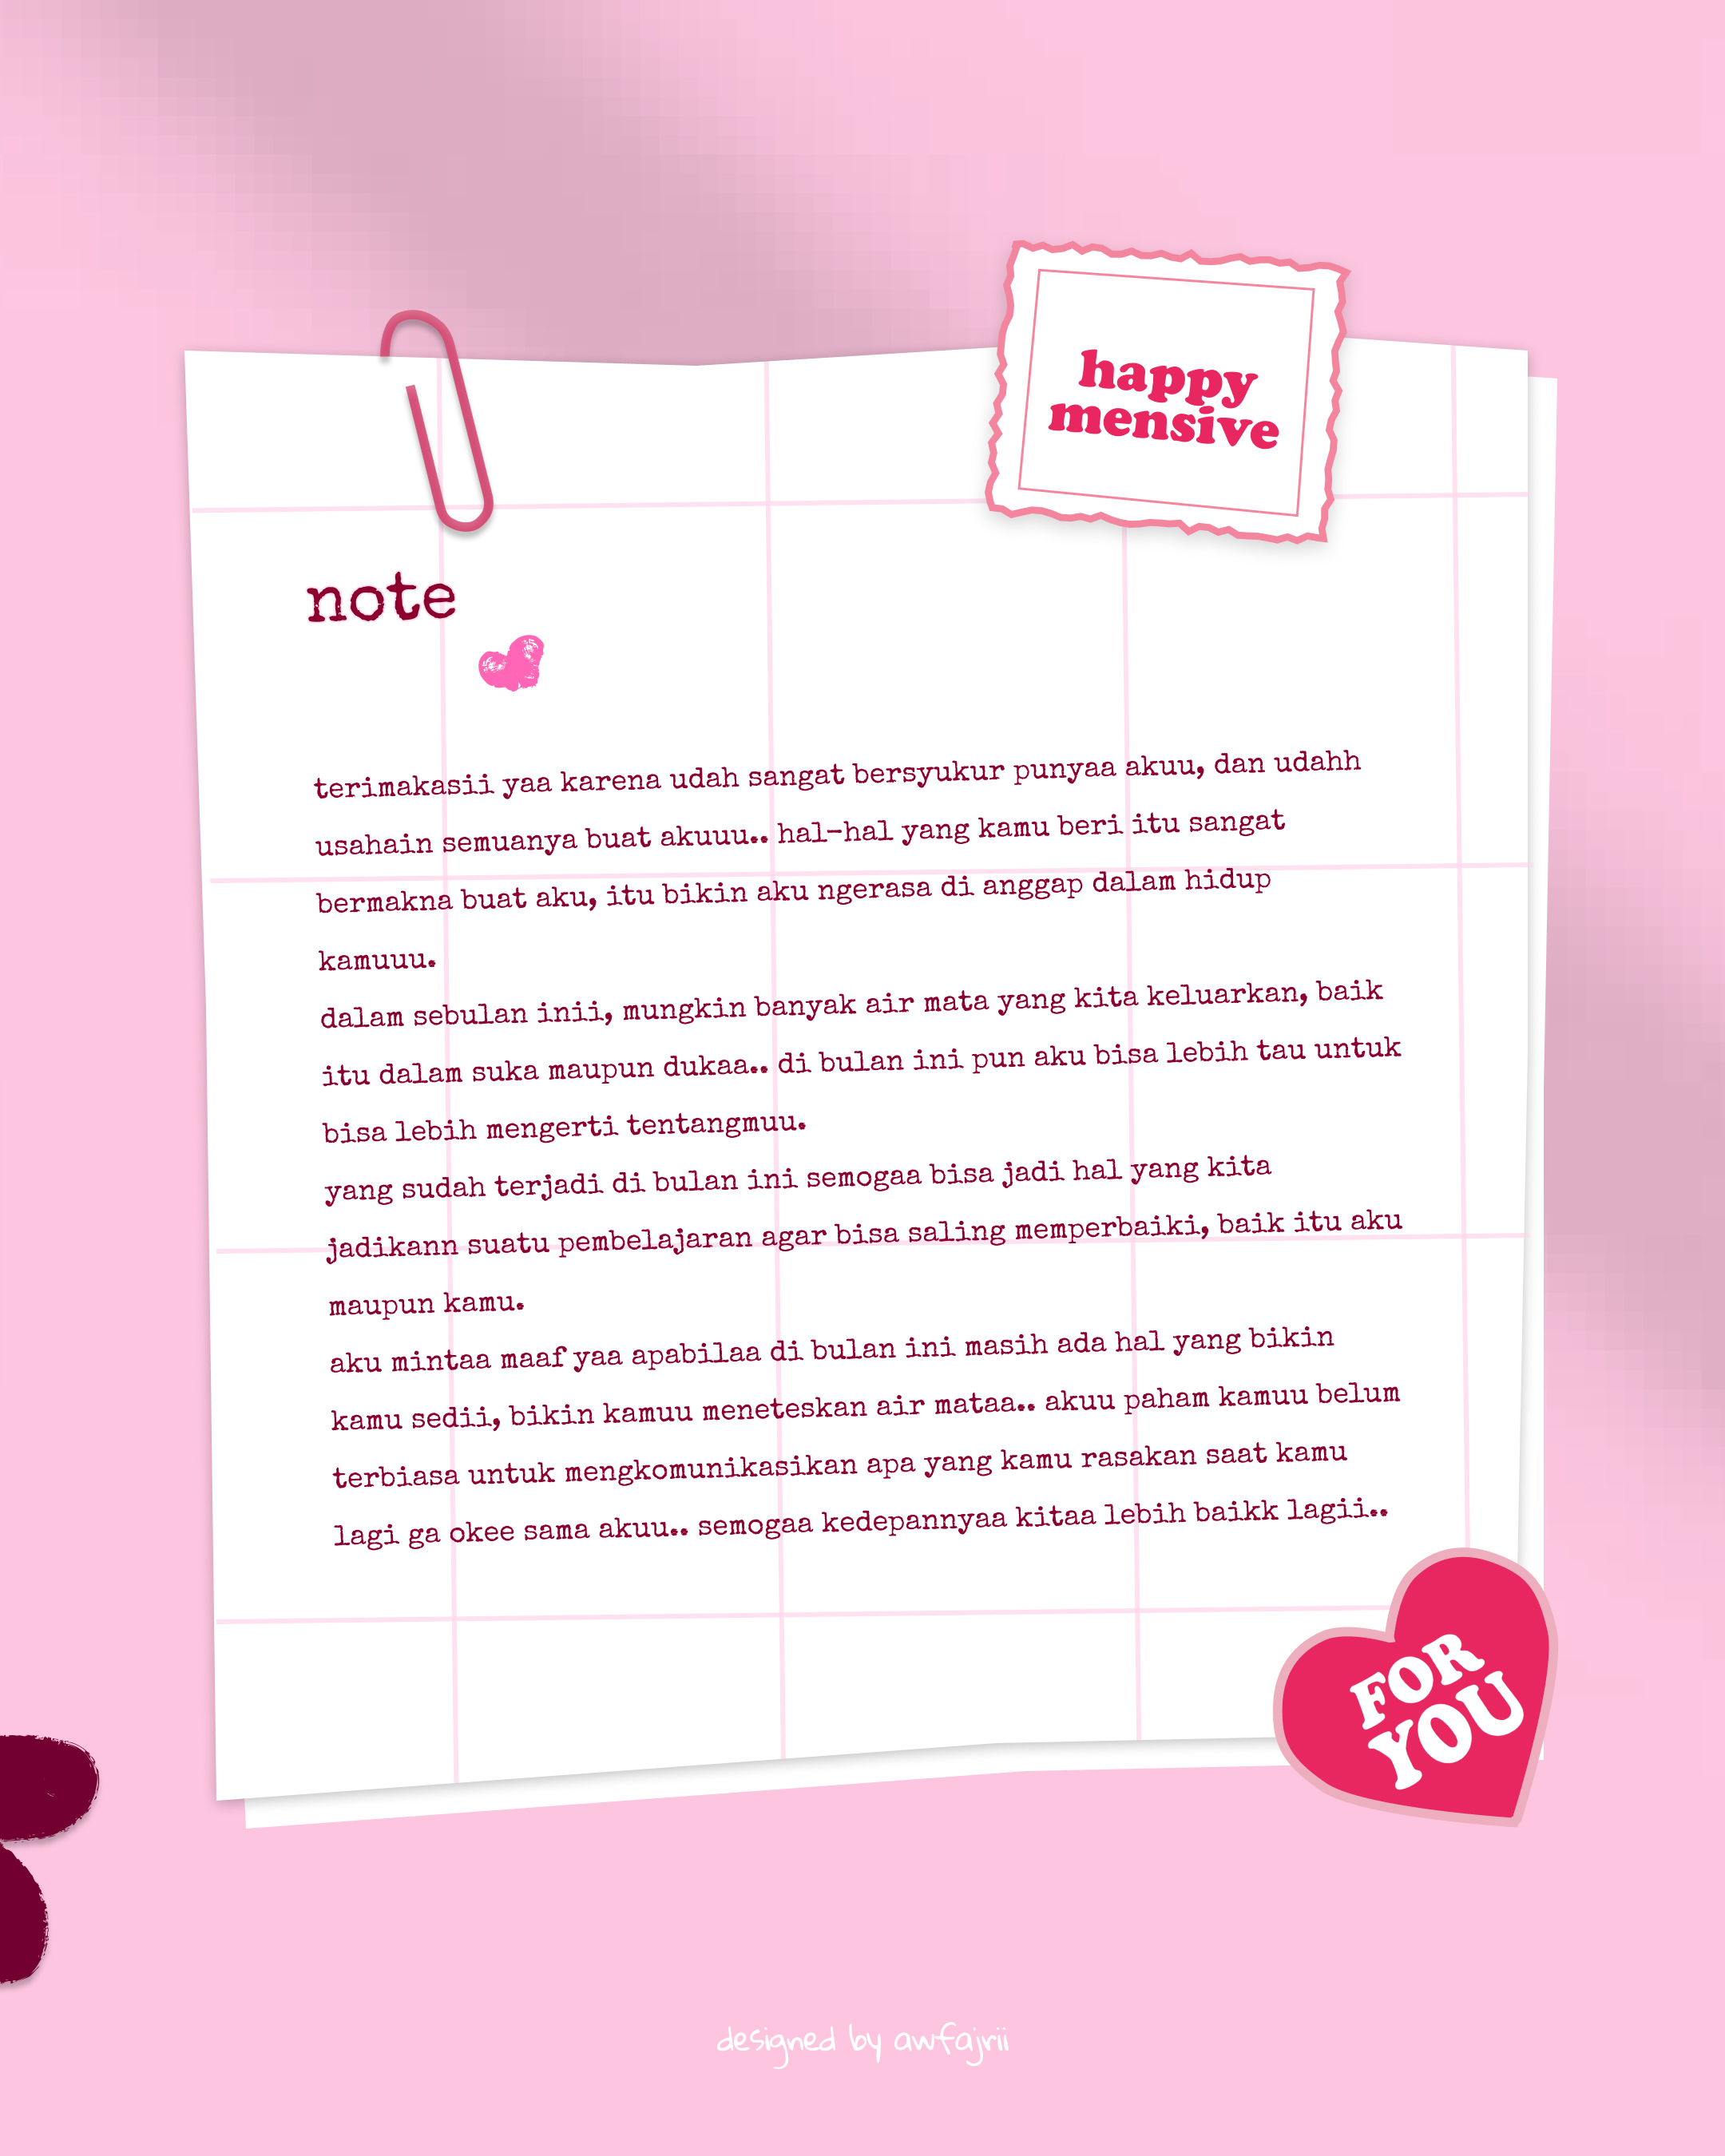 happy
mensive
note
terimakasii yaa karena udah sangat bersyukur punyaa akuu, dan udahh
usahain semuanya buat akuuu.. hal-hal yang kamu beri itu sangat
bermakna buat aku, itu bikin aku ngerasa di anggap dalam hidup
kamuuu.
dalam sebulan inii, mungkin banyak air mata yang kita keluarkan, baik
itu dalam suka maupun dukaa.. di bulan ini pun aku bisa lebih tau untuk
bisa lebih mengerti tentangmuu.
yang sudah terjadi di bulan ini semogaa bisa jadi hal yang kita
jadikann suatu pembelajaran agar bisa saling memperbaiki, baik itu aku
maupun kamu.
aku mintaa maaf yaa apabilaa di bulan ini masih ada hal yang bikin
kamu sedii, bikin kamuu meneteskan air mataa.. akuu paham kamuu belum
terbiasa untuk mengkomunikasikan apa yang kamu rasakan saat kamu
lagi ga okee sama akuu.. semogaa kedepannyaa kitaa lebih baikk lagii..
FOR
YOU
designed by awfajrii